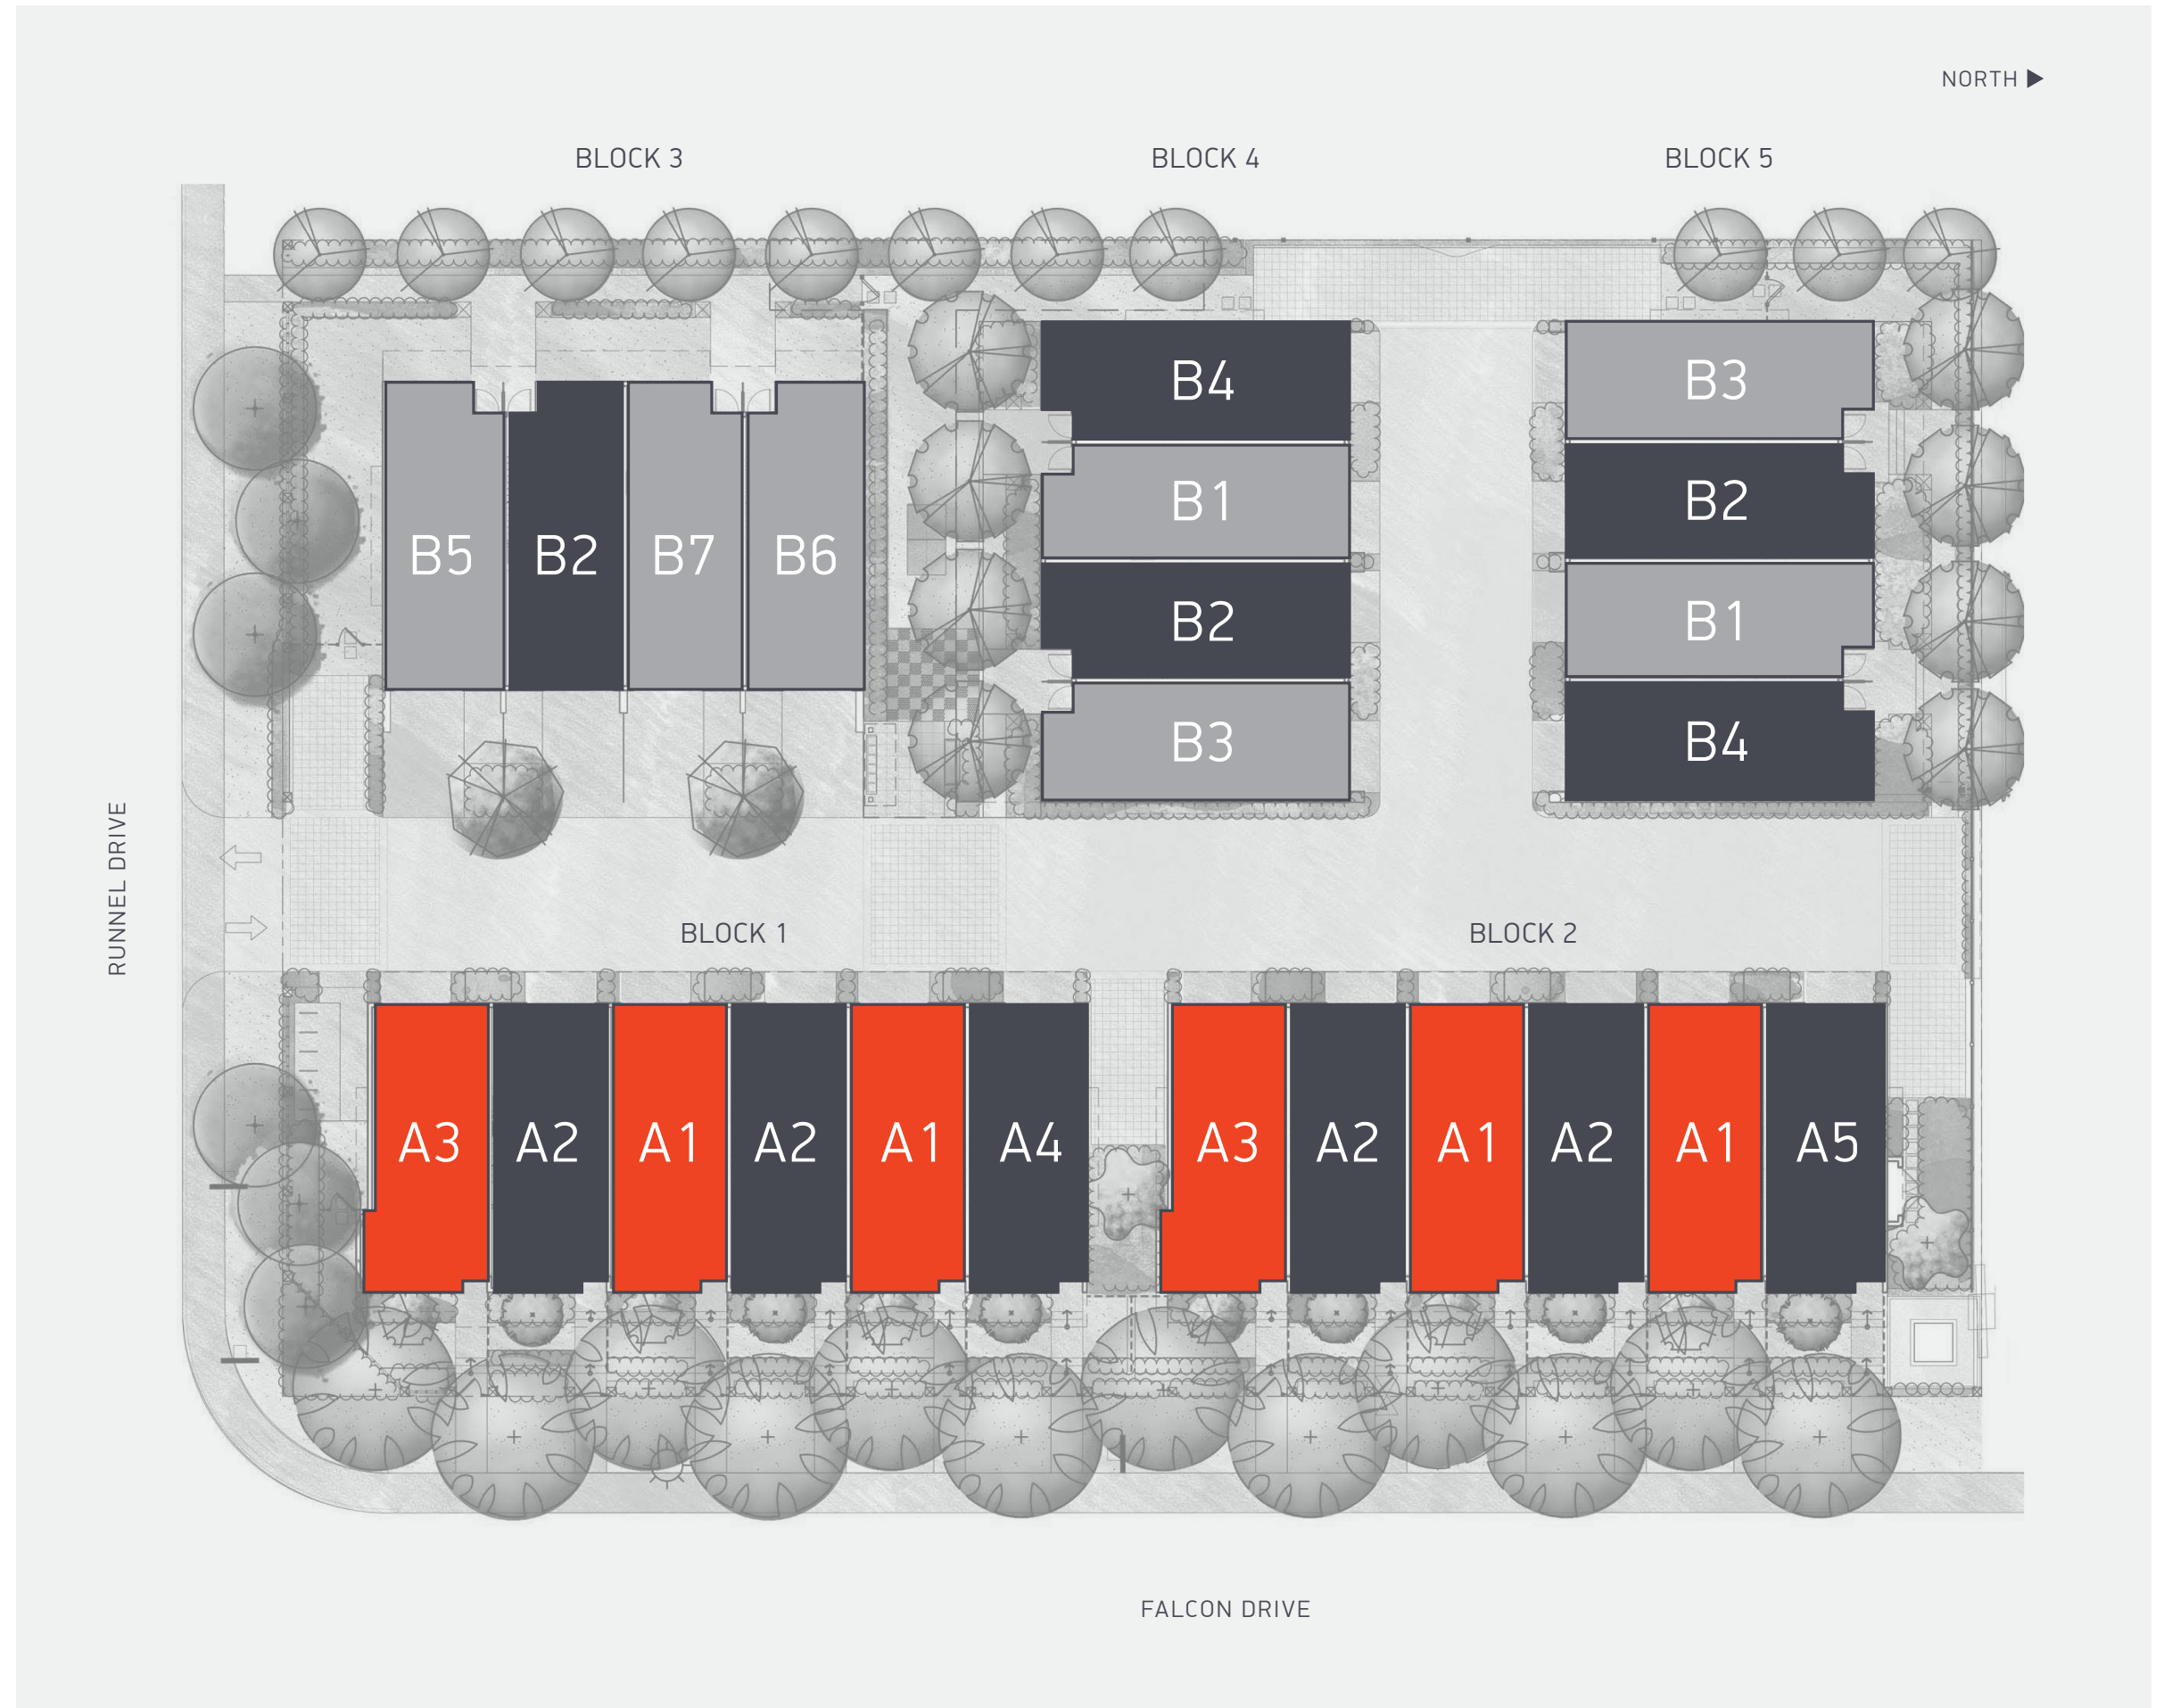 NORTH
BLOCK 3
BLOCK 4
BLOCK 5
B5
B2
B7
B6
B4
B1
B2
B3
B3
B2
B1
B4
RUNNEL DRIVE
BLOCK 1
BLOCK 2
A3
A2
A1
A2
A1
A4
A3
A2
A1
A2
A1
A5
FALCON DRIVE